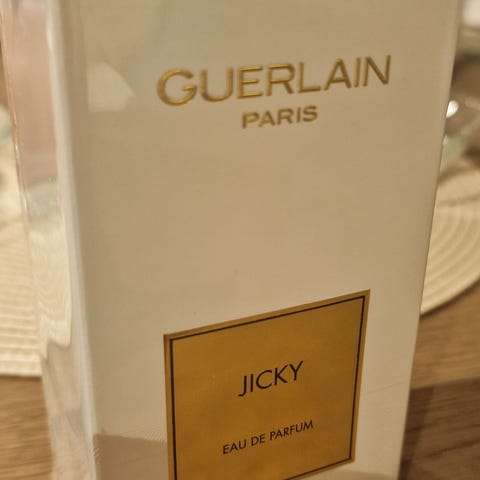 GUERLAIN
PARIS
JICKY
EAU DE PARFUM